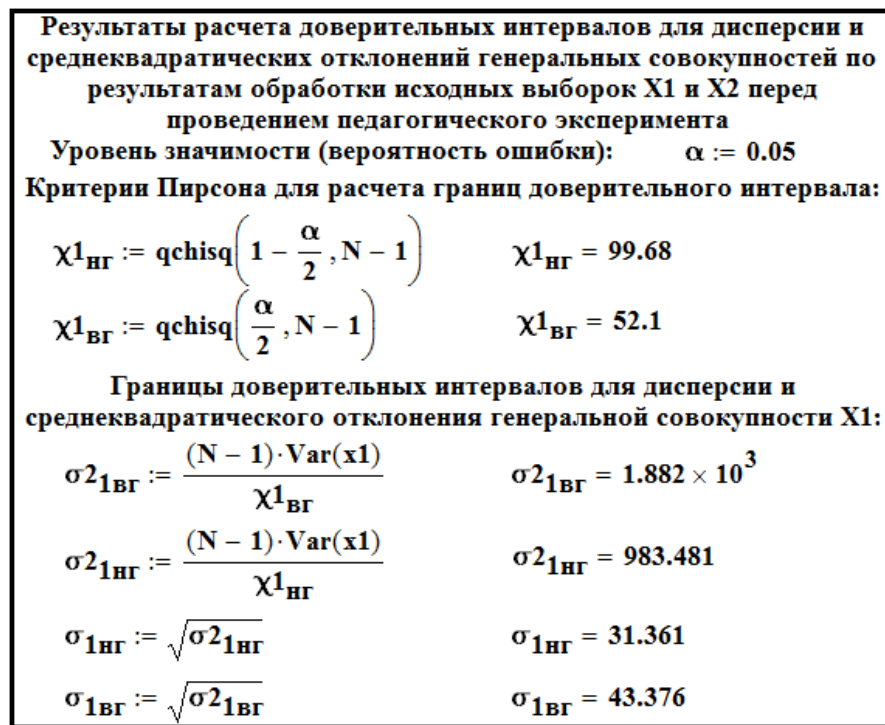 Результаты расчета доверительных интервалов для дисперсии и
среднеквадратических отклонений генеральных совокупностей по
результатам обработки исходных выборок X1 и X2 перед
проведением педагогического эксперимента
Уровень значимости (вероятность ошибки): α := 0.05
Критерии Пирсона для расчета границ доверительного интервала:
χ1нг := qchisq(1 − α/2 , N − 1) χ1нг = 99.68
χ1вг := qchisq(α/2 , N − 1) χ1вг = 52.1
Границы доверительных интервалов для дисперсии и
среднеквадратического отклонения генеральной совокупности X1:
σ21вг := (N − 1)·Var(x1) / χ1вг σ21вг = 1.882 × 10^3
σ21нг := (N − 1)·Var(x1) / χ1нг σ21нг = 983.481
σ1нг := √σ21нг σ1нг = 31.361
σ1вг := √σ21вг σ1вг = 43.376